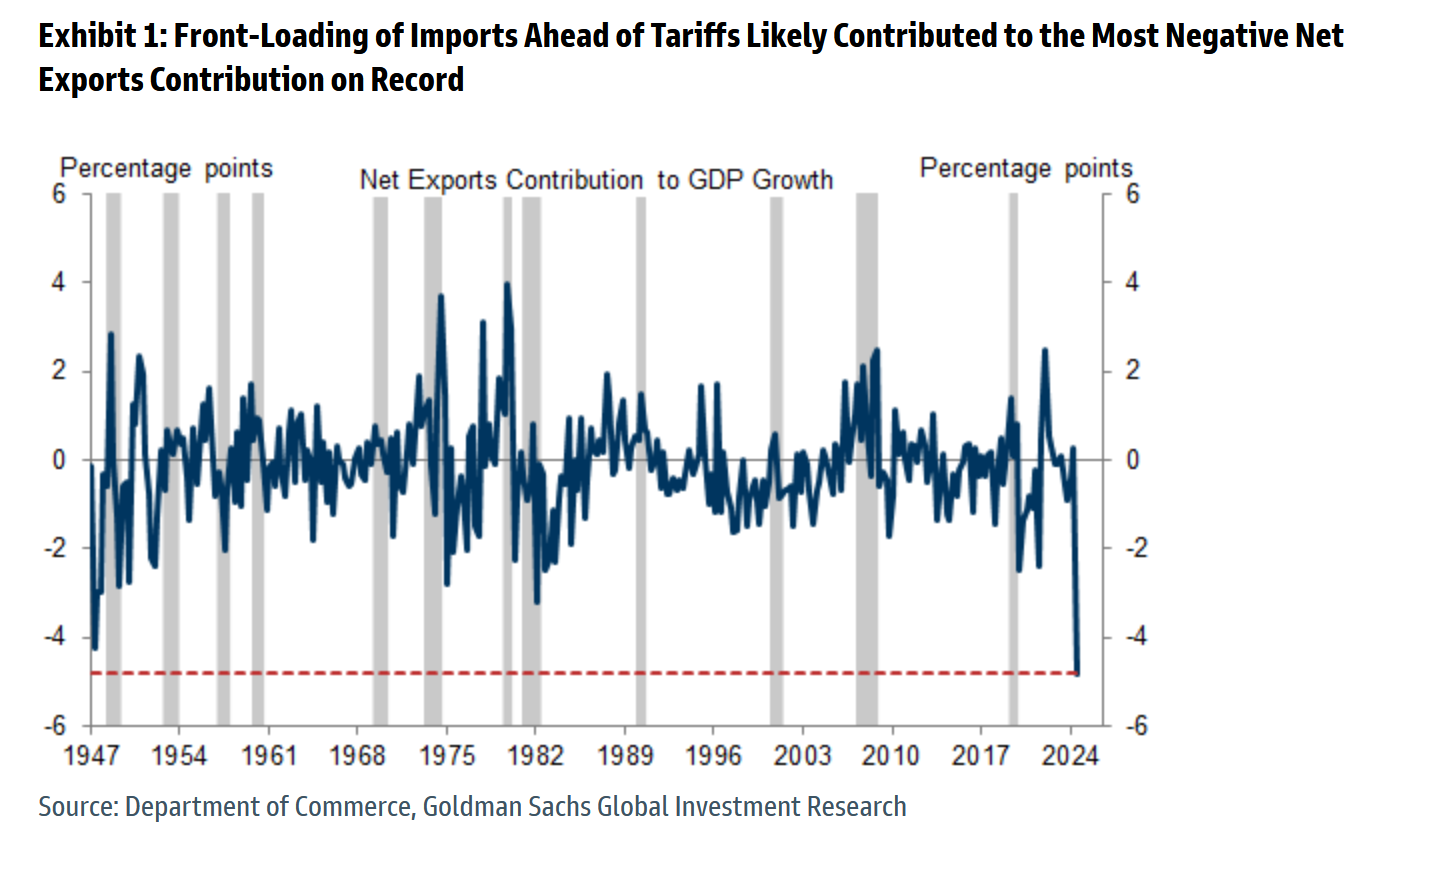 Exhibit 1: Front-Loading of Imports Ahead of Tariffs Likely Contributed to the Most Negative Net
Exports Contribution on Record
Percentage points
Net Exports Contribution to GDP Growth
Percentage points
6
6
4
4
2
2
0
0
-2
-2
-4
-4
-6
-6
1947 1954 1961 1968 1975 1982 1989 1996 2003 2010 2017 2024
Source: Department of Commerce, Goldman Sachs Global Investment Research